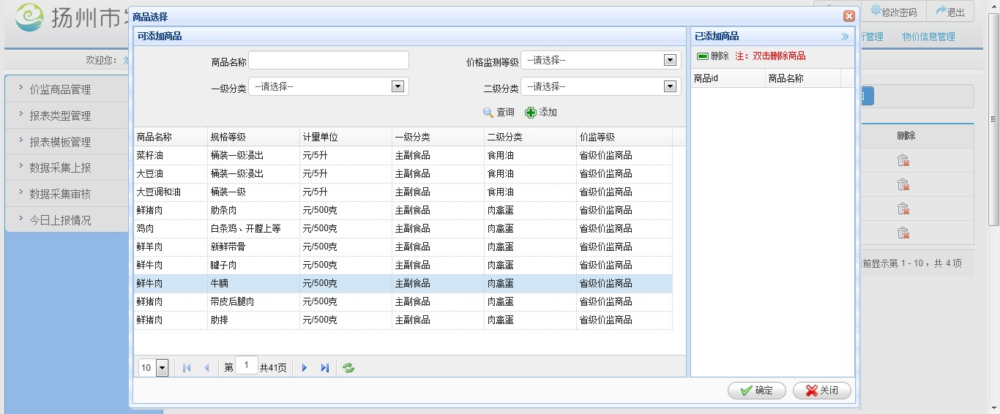 扬州市
修改密码 退出
管理 物价信息管理
欢迎您:
价监商品管理
报表类型管理
报表模板管理
数据采集上报
数据采集审核
今日上报情况
商品选择
可添加商品
商品名称
价格监测等级 --请选择--
一级分类 --请选择--
二级分类 --请选择--
查询 添加
商品名称 规格等级 计量单位 一级分类 二级分类 价监等级
菜籽油 桶装一级浸出 元/5升 主副食品 食用油 省级价监商品
大豆油 桶装一级浸出 元/5升 主副食品 食用油 省级价监商品
大豆调和油 桶装一级 元/5升 主副食品 食用油 省级价监商品
鲜猪肉 肋条肉 元/500克 主副食品 肉禽蛋 省级价监商品
鸡肉 白条鸡、开膛上等 元/500克 主副食品 肉禽蛋 省级价监商品
鲜羊肉 新鲜带骨 元/500克 主副食品 肉禽蛋 省级价监商品
鲜牛肉 腱子肉 元/500克 主副食品 肉禽蛋 省级价监商品
鲜牛肉 牛腩 元/500克 主副食品 肉禽蛋 省级价监商品
鲜猪肉 带皮后腿肉 元/500克 主副食品 肉禽蛋 省级价监商品
鲜猪肉 肋排 元/500克 主副食品 肉禽蛋 省级价监商品
10 第 1 共41页
已添加商品
删除 注: 双击删除商品
商品id 商品名称
确定 关闭
删除
前显示第 1 - 10 , 共 4 项